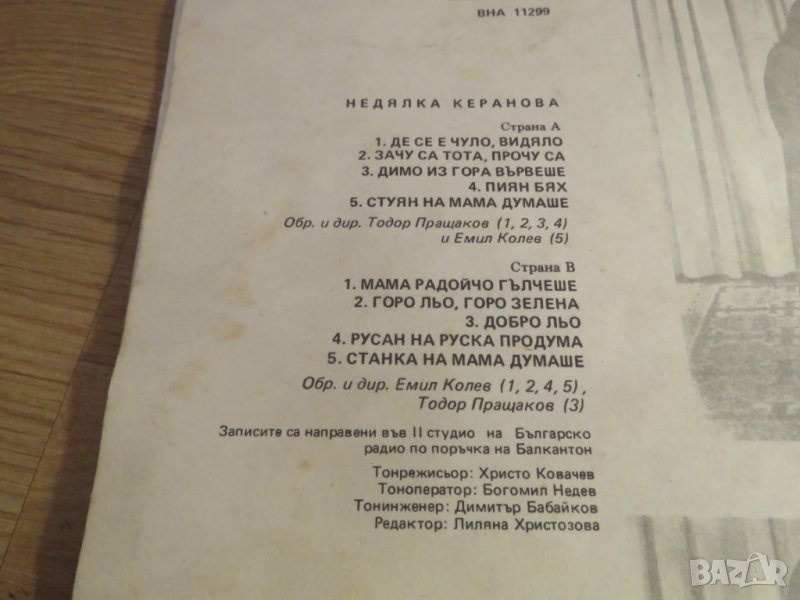 ВНА 11299
НЕДЯЛКА КЕРАНОВА
Страна А
1. ДЕ СЕ Е ЧУЛО, ВИДЯЛО
2. ЗАЧУ СА ТОТА, ПРОЧУ СА
3. ДИМО ИЗ ГОРА ВЪРВЕШЕ
4. ПИЯН БЯХ
5. СТУЯН НА МАМА ДУМАШЕ
Обр. и дир. Тодор Пращаков (1, 2, 3, 4)
и Емил Колев (5)
Страна В
1. МАМА РАДОЙЧО ГЪЛЧЕШЕ
2. ГОРО ЛЬО, ГОРО ЗЕЛЕНА
3. ДОБРО ЛЬО
4. РУСАН НА РУСКА ПРОДУМА
5. СТАНКА НА МАМА ДУМАШЕ
Обр. и дир. Емил Колев (1, 2, 4, 5),
Тодор Пращаков (3)
Записите са направени във II студио на Българско
радио по поръчка на Балкантон
Тонрежисьор: Христо Ковачев
Тоноператор: Богомил Недев
Тонинженер: Димитър Бабайков
Редактор: Лиляна Христозова
BAZAR